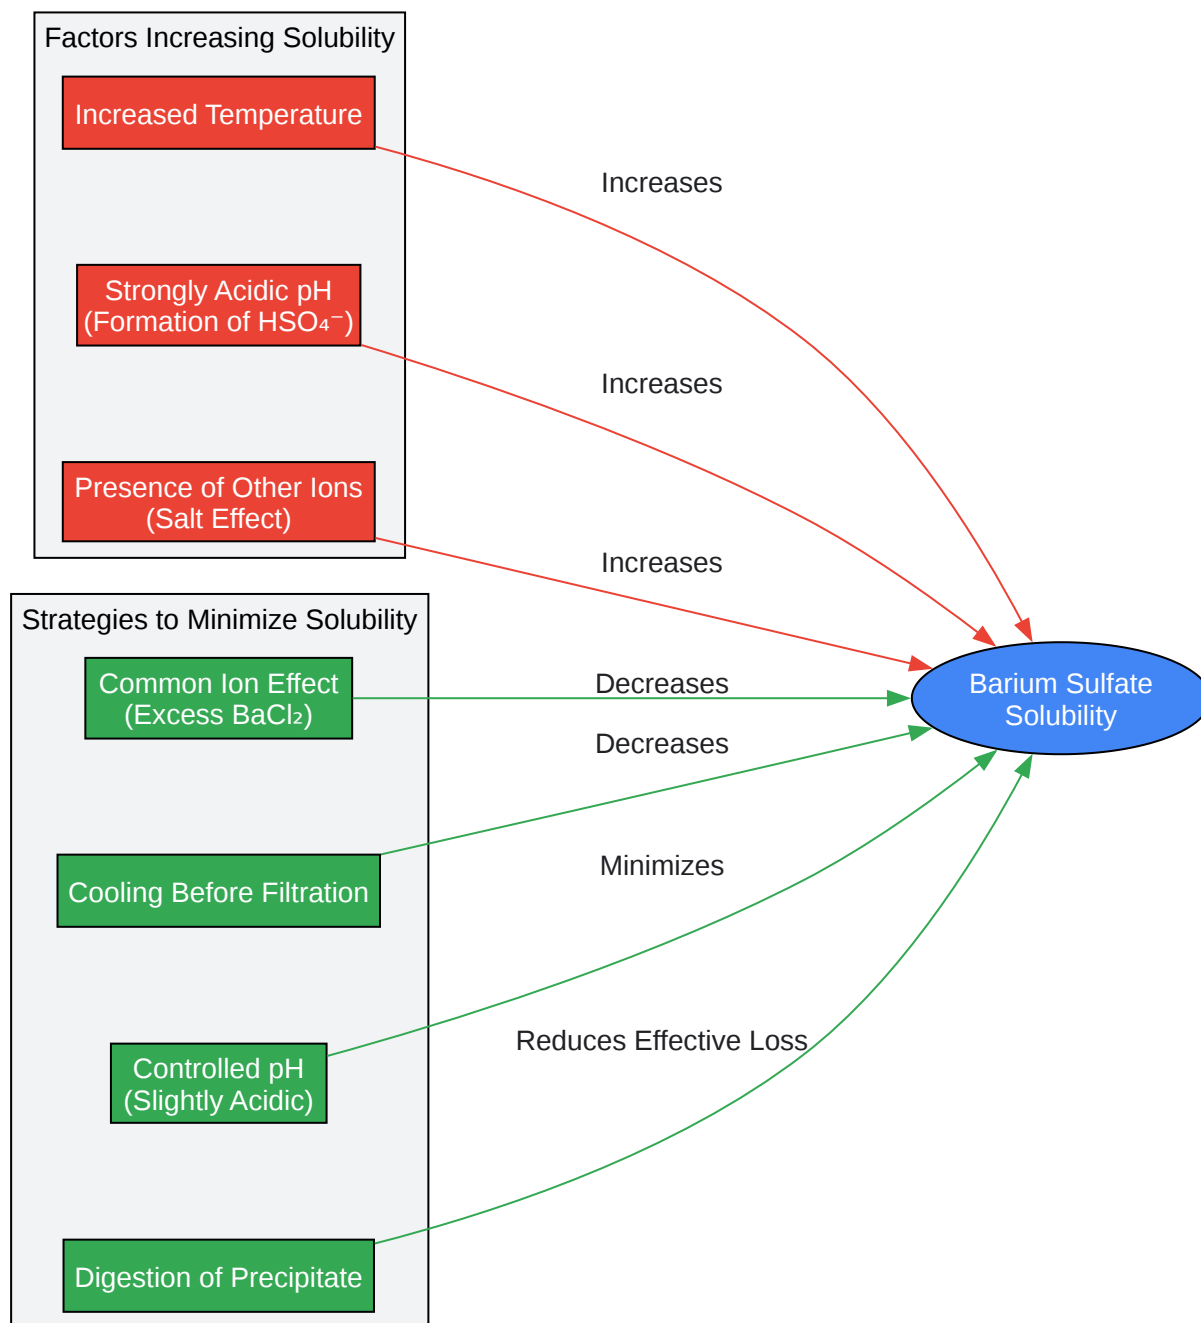 Factors Increasing Solubility
Increased Temperature
Increases
Strongly Acidic pH
(Formation of HSO₄⁻)
Increases
Presence of Other Ions
(Salt Effect)
Increases
Strategies to Minimize Solubility
Common Ion Effect
(Excess BaCl₂)
Decreases
Barium Sulfate
Solubility
Decreases
Cooling Before Filtration
Minimizes
Controlled pH
(Slightly Acidic)
Reduces Effective Loss
Digestion of Precipitate